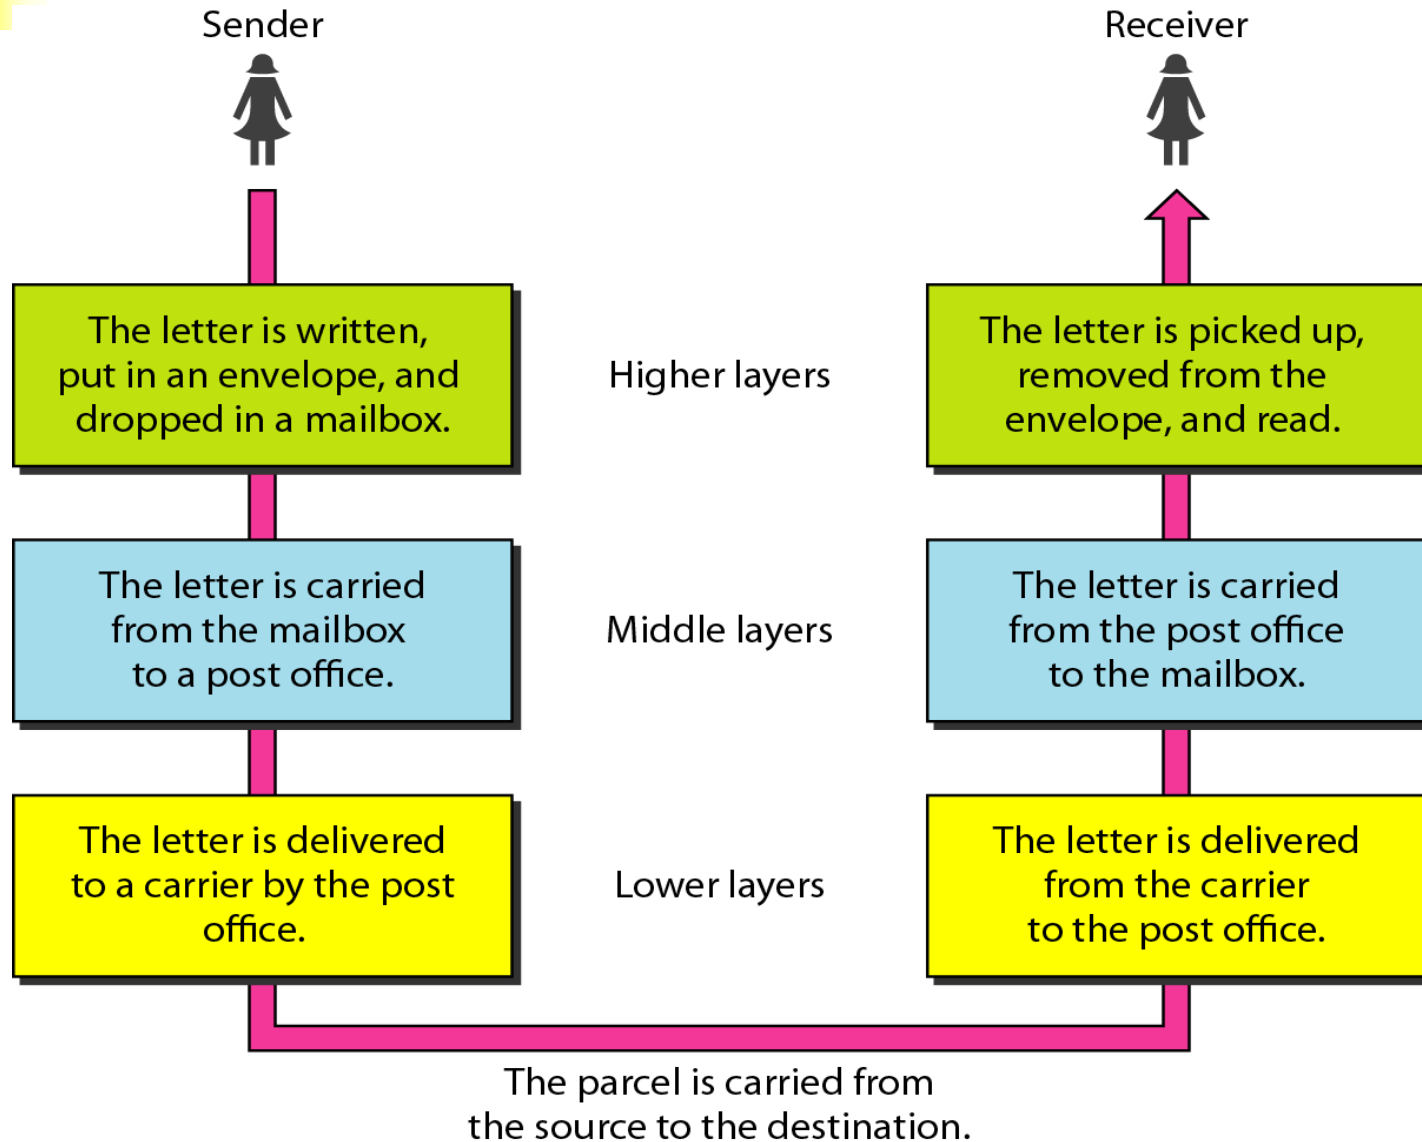 Sender
Receiver
The letter is written,
put in an envelope, and
dropped in a mailbox.
Higher layers
The letter is picked up,
removed from the
envelope, and read.
The letter is carried
from the mailbox
to a post office.
Middle layers
The letter is carried
from the post office
to the mailbox.
The letter is delivered
to a carrier by the post
office.
Lower layers
The letter is delivered
from the carrier
to the post office.
The parcel is carried from
the source to the destination.